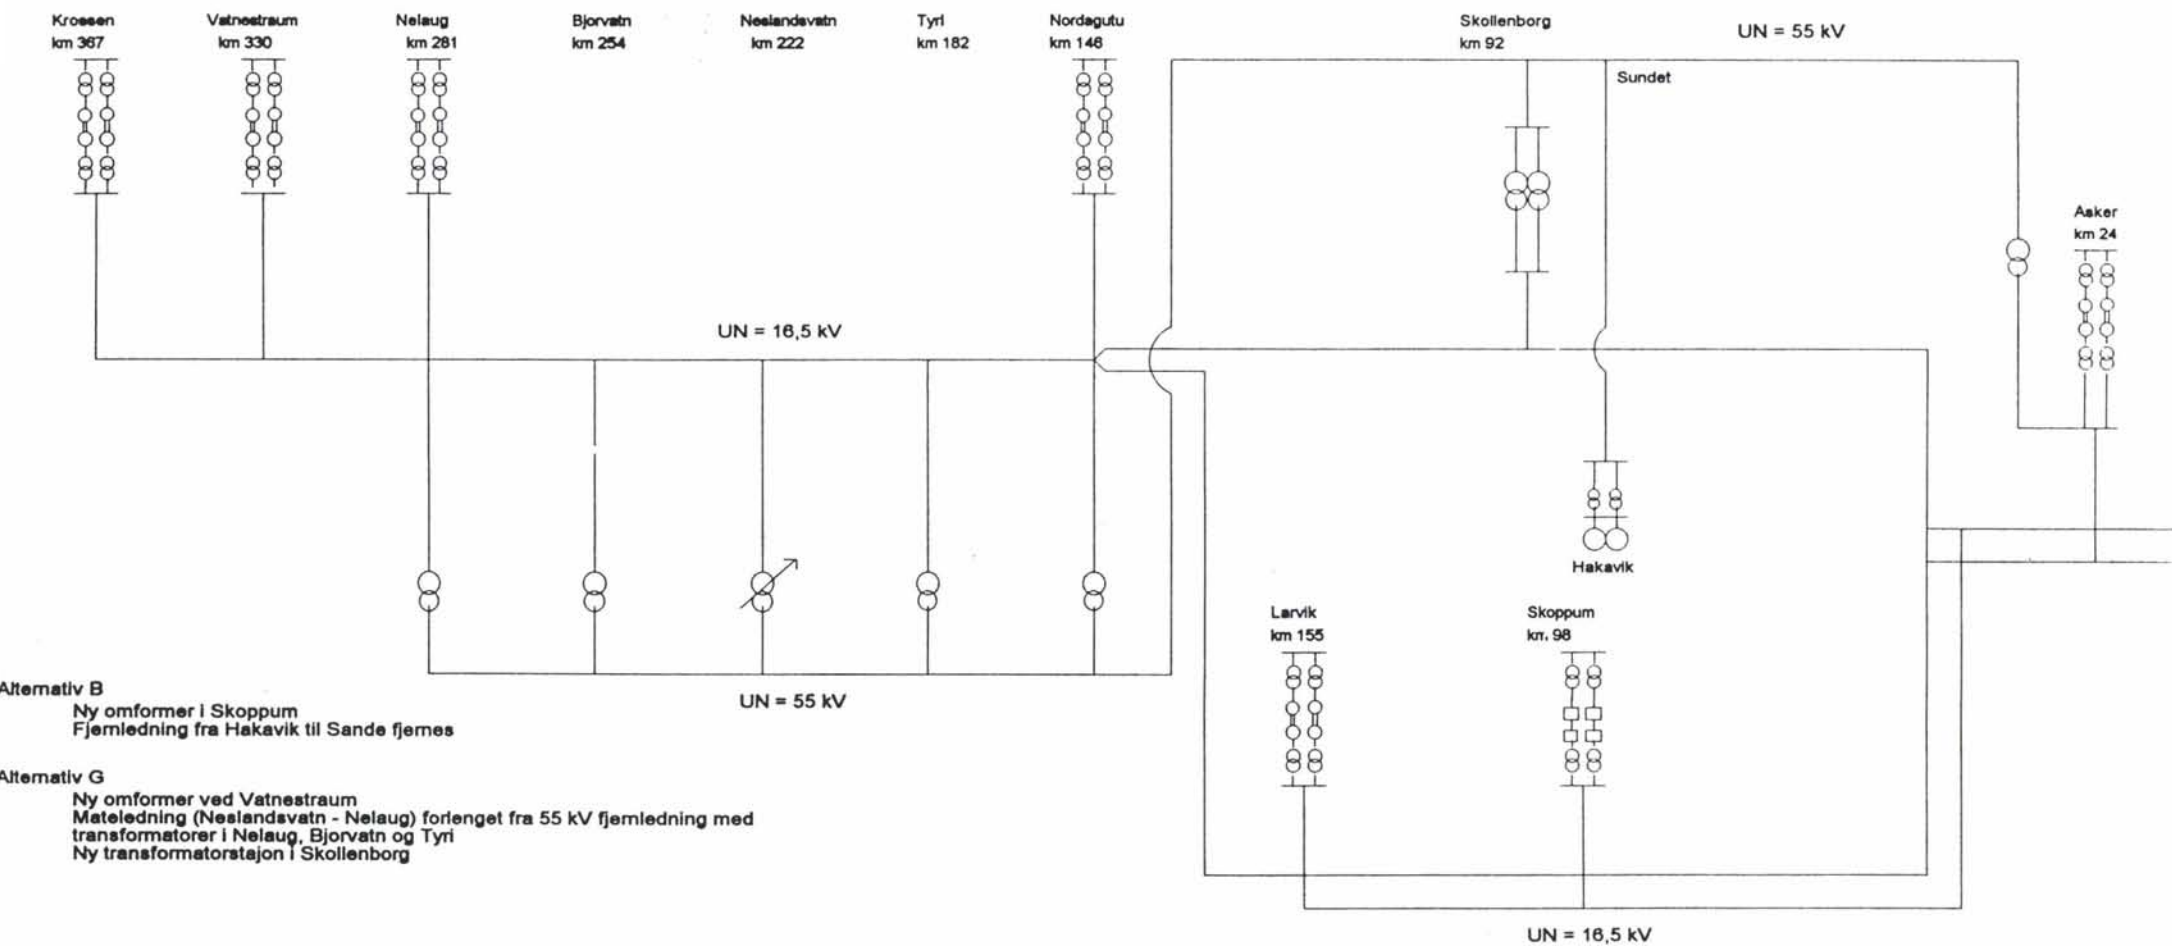 Krossen
km 367
Vatnestraum
km 330
Nelaug
km 281
Bjorvatn
km 254
Neslandsvatn
km 222
Tyri
km 182
Nordagutu
km 146
Skollenborg
km 92
UN = 55 kV
Sundet
Asker
km 24
UN = 16,5 kV
Hakavik
Larvik
km 155
Skoppum
km. 98
UN = 55 kV
Alternativ B
Ny omformer i Skoppum
Fjernledning fra Hakavik til Sande fjernes
Alternativ G
Ny omformer ved Vatnestraum
Mateledning (Neslandsvatn - Nelaug) forlenget fra 55 kV fjernledning med
transformatorer i Nelaug, Bjorvatn og Tyri
Ny transformatorstajon i Skollenborg
UN = 16,5 kV